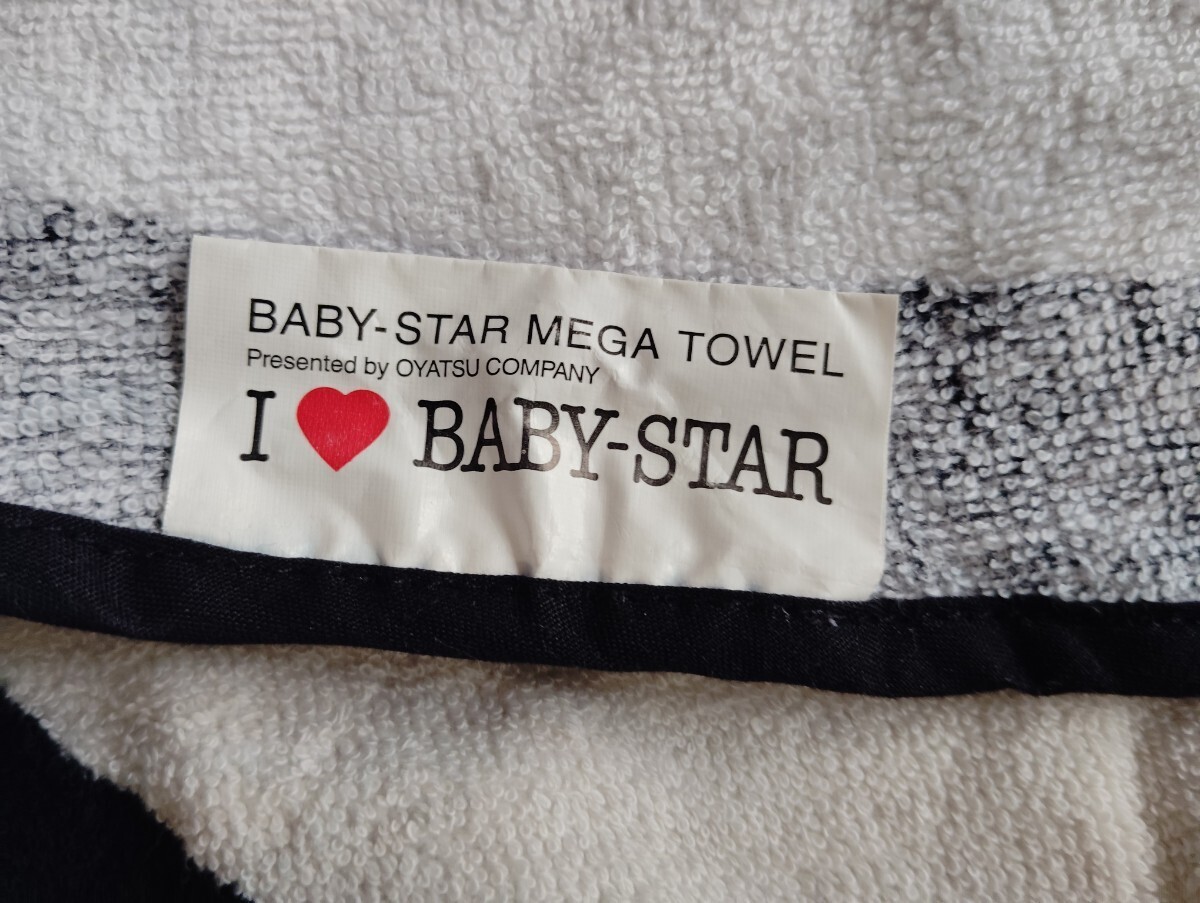 BABY-STAR MEGA TOWEL
Presented by OYATSU COMPANY
I ❤ BABY-STAR